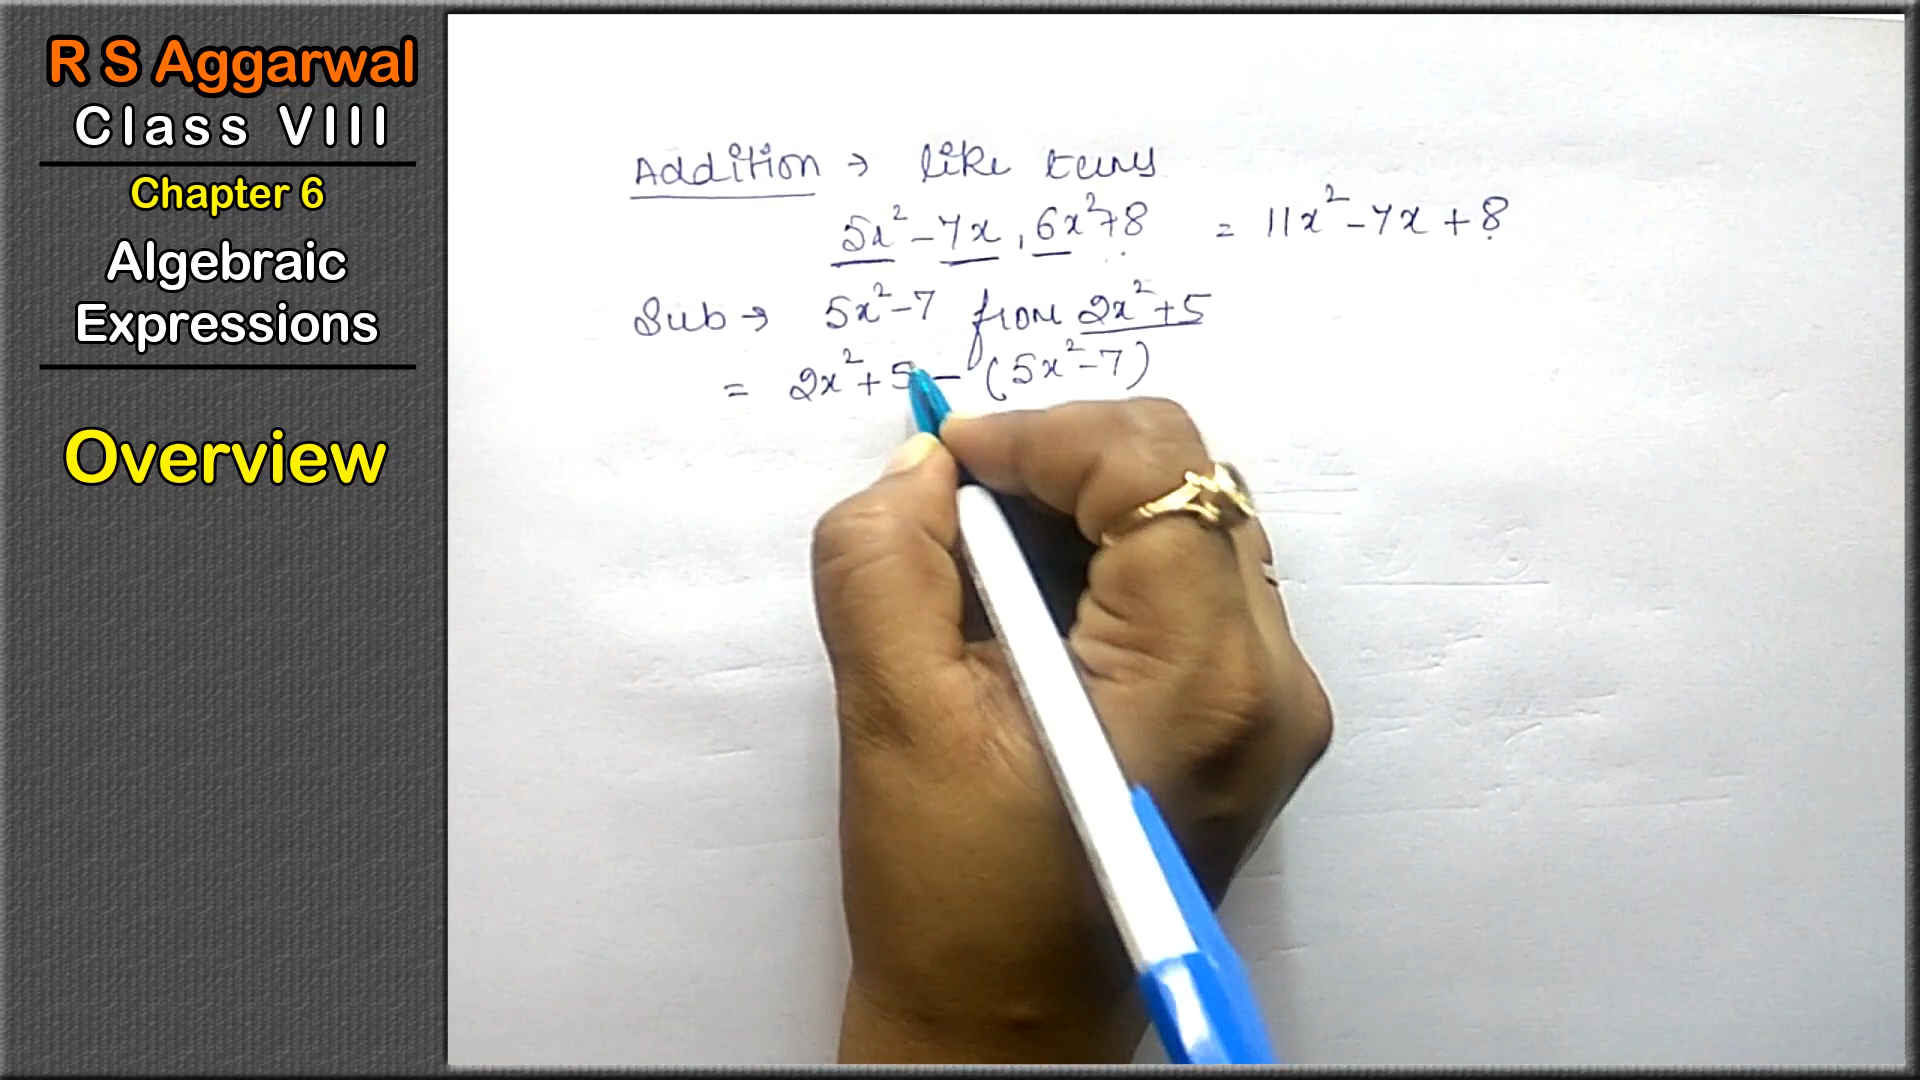 R S Aggarwal
Class VIII
Chapter 6
Algebraic
Expressions
Overview
Addition → like terms
5x² - 7x , 6x² + 8 = 11x² - 7x + 8
Sub → 5x² - 7 from 2x² + 5
= 2x² + 5 - (5x² - 7)